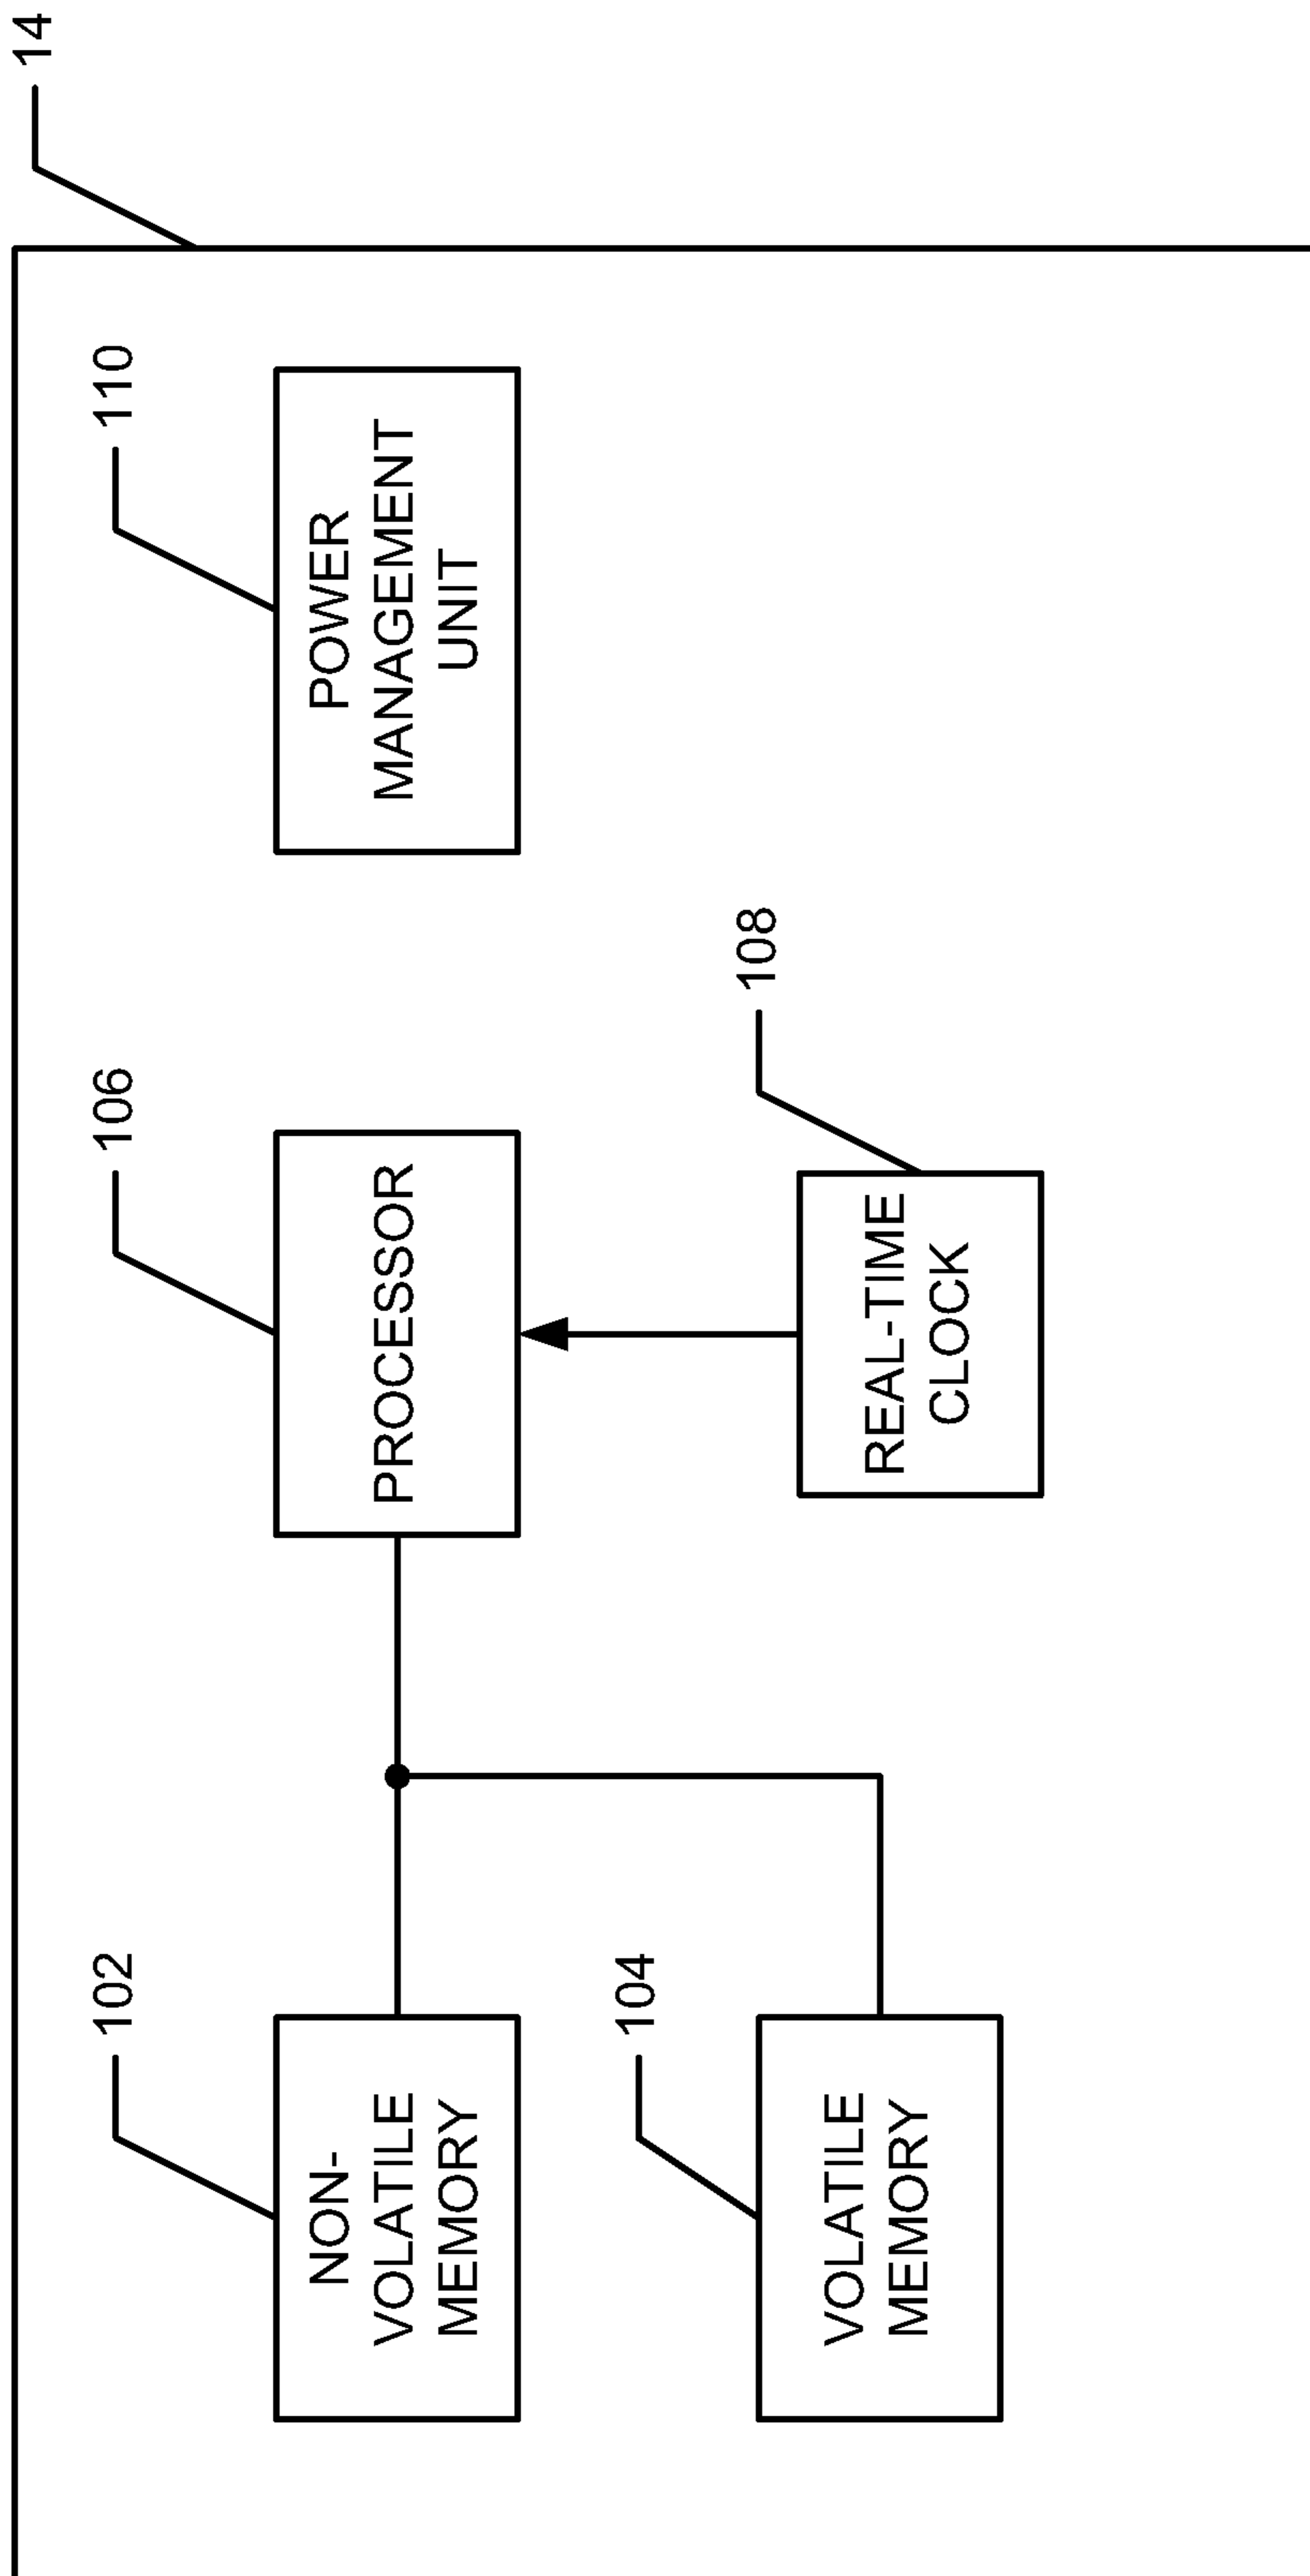 14
102
106
110
NON-
VOLATILE
MEMORY
PROCESSOR
POWER
MANAGEMENT
UNIT
104
108
VOLATILE
MEMORY
REAL-TIME
CLOCK